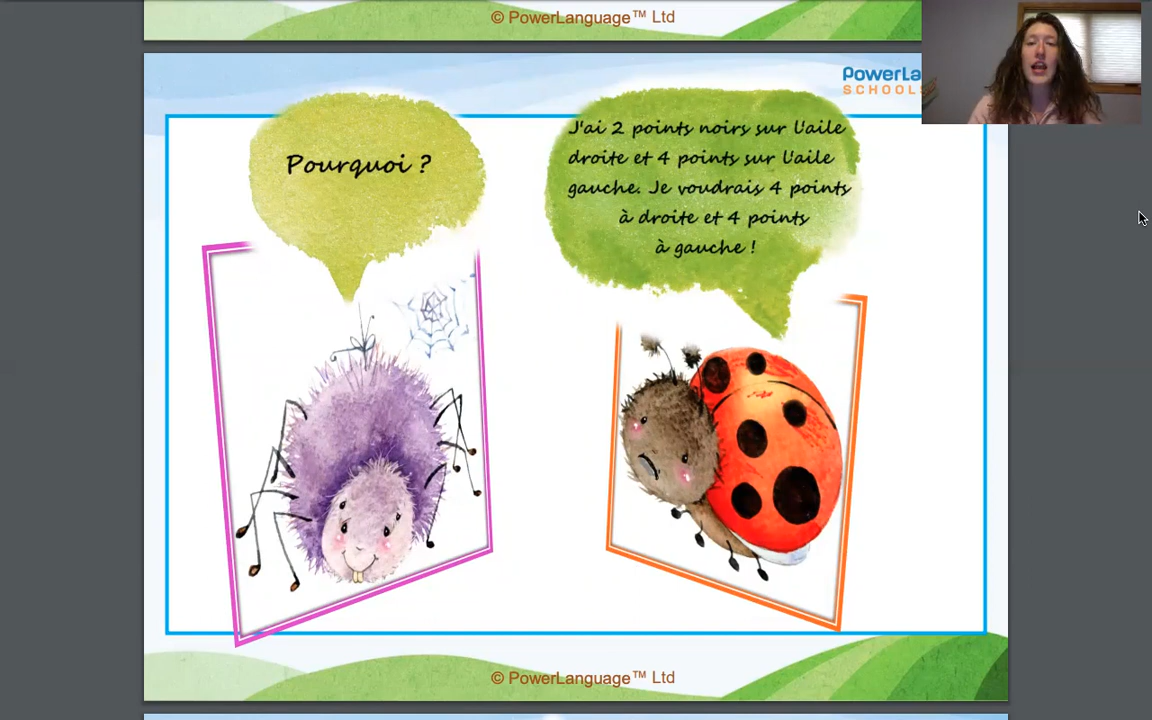 © PowerLanguage™ Ltd
PowerLa
SCHOOLS
Pourquoi ?
J'ai 2 points noirs sur l'aile
droite et 4 points sur l'aile
gauche. Je voudrais 4 points
à droite et 4 points
à gauche !
© PowerLanguage™ Ltd